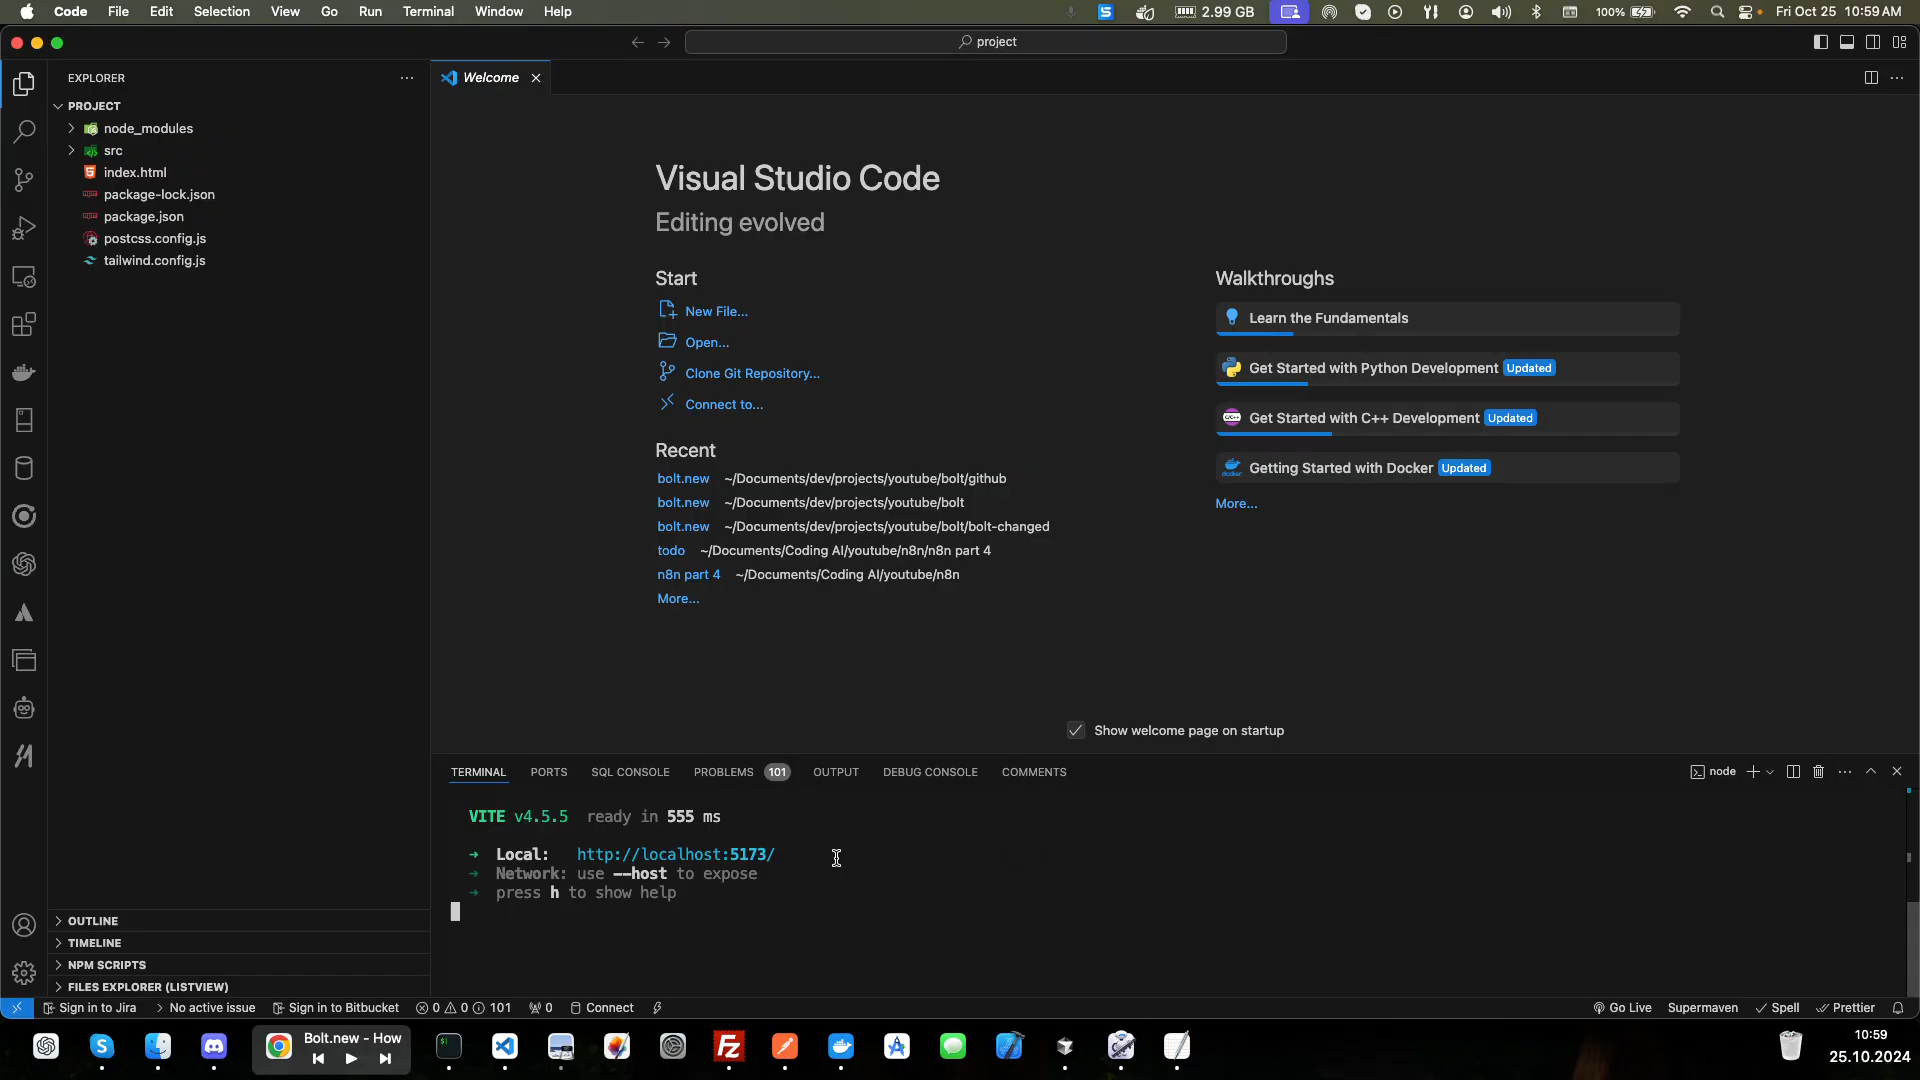 Code File Edit Selection View Go Run Terminal Window Help
2.99 GB 100% Fri Oct 25 10:59 AM
project
EXPLORER
Welcome
PROJECT
node_modules
src
index.html
package-lock.json
package.json
postcss.config.js
tailwind.config.js
Visual Studio Code
Editing evolved
Start
New File...
Open...
Clone Git Repository...
Connect to...
Recent
bolt.new ~/Documents/dev/projects/youtube/bolt/github
bolt.new ~/Documents/dev/projects/youtube/bolt
bolt.new ~/Documents/dev/projects/youtube/bolt/bolt-changed
todo ~/Documents/Coding AI/youtube/n8n/n8n part 4
n8n part 4 ~/Documents/Coding AI/youtube/n8n
More...
Walkthroughs
Learn the Fundamentals
Get Started with Python Development Updated
Get Started with C++ Development Updated
Getting Started with Docker Updated
More...
Show welcome page on startup
TERMINAL PORTS SQL CONSOLE PROBLEMS 101 OUTPUT DEBUG CONSOLE COMMENTS
node
VITE v4.5.5 ready in 555 ms
➜ Local: http://localhost:5173/
➜ Network: use --host to expose
➜ press h to show help
OUTLINE
TIMELINE
NPM SCRIPTS
FILES EXPLORER (LISTVIEW)
Sign in to Jira No active issue Sign in to Bitbucket 0 0 101 0 Connect
Go Live Supermaven Spell Prettier
Bolt.new - How
10:59
25.10.2024